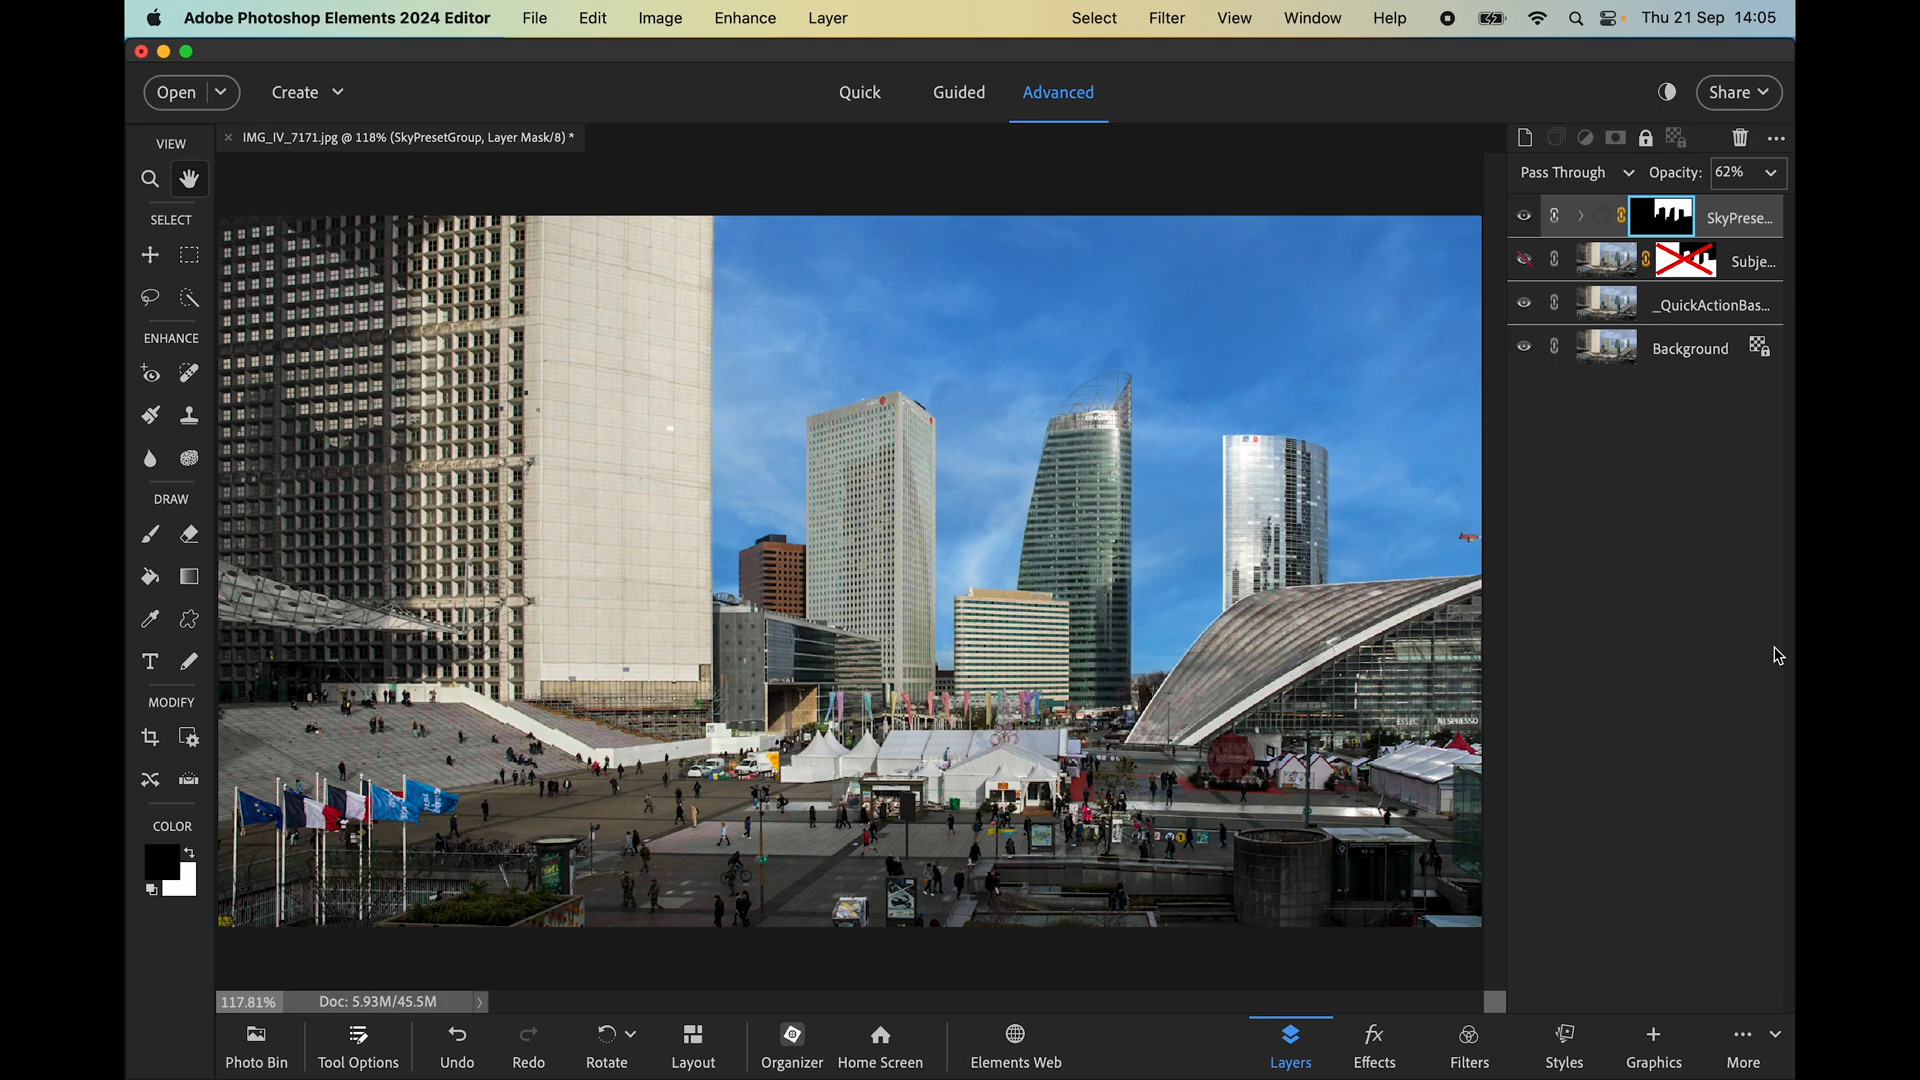 Adobe Photoshop Elements 2024 Editor File Edit Image Enhance Layer Select Filter View Window Help Thu 21 Sep 14:05
Open Create Quick Guided Advanced Share
VIEW
IMG_IV_7171.jpg @ 118% (SkyPresetGroup, Layer Mask/8) *
Pass Through Opacity: 62%
SELECT
SkyPrese...
Subje...
_QuickActionBas...
Background
ENHANCE
DRAW
MODIFY
COLOR
ENGIE
ESSEC NESPRESSO
117.81% Doc: 5.93M/45.5M
Photo Bin Tool Options Undo Redo Rotate Layout Organizer Home Screen Elements Web Layers Effects Filters Styles Graphics More